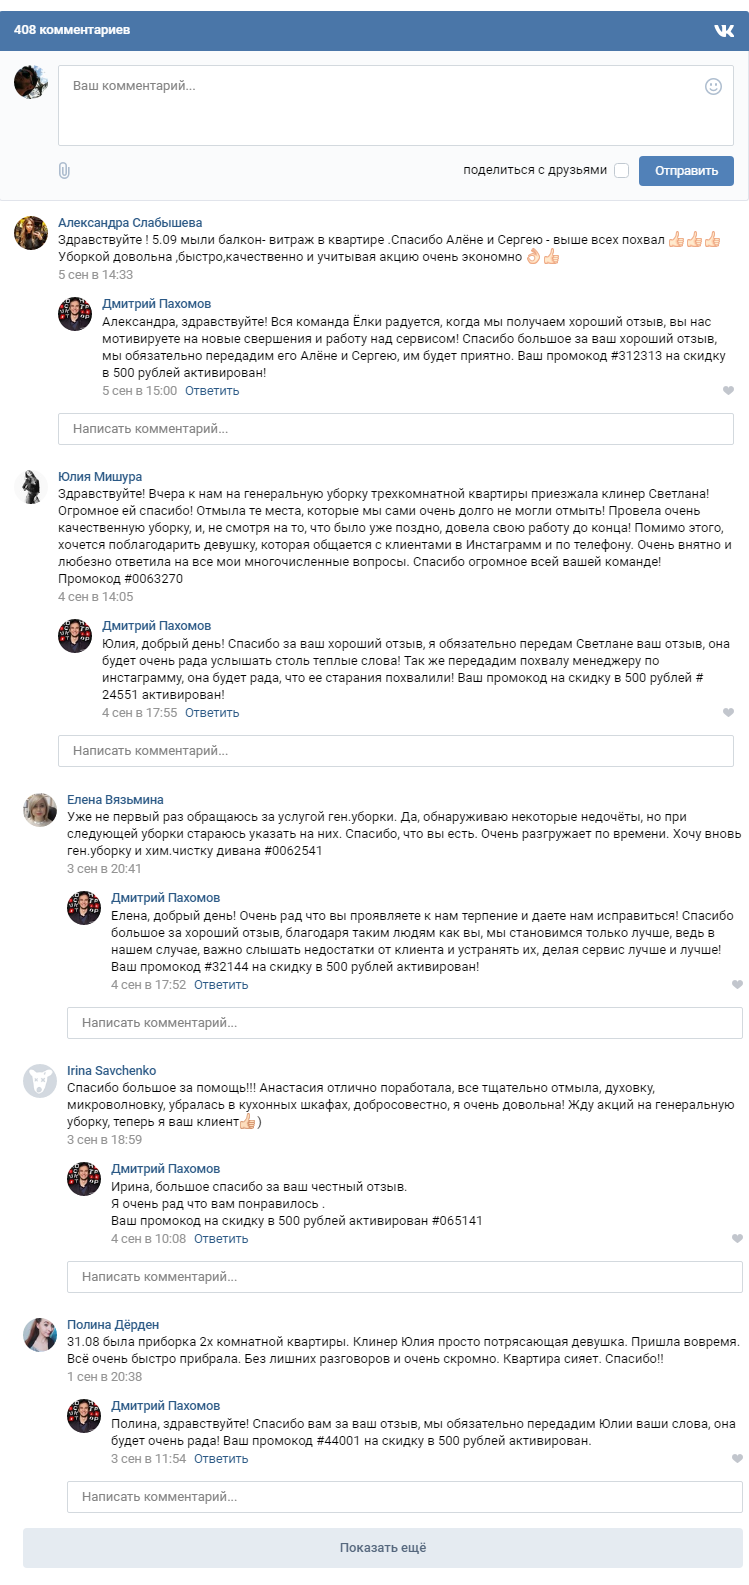 408 комментариев
Ваш комментарий...
поделиться с друзьями
Отправить
Александра Слабышева
Здравствуйте ! 5.09 мыли балкон- витраж в квартире .Спасибо Алёне и Сергею - выше всех похвал 👍👍👍
Уборкой довольна ,быстро,качественно и учитывая акцию очень экономно 👌👍
5 сен в 14:33
Дмитрий Пахомов
Александра, здравствуйте! Вся команда Ёлки радуется, когда мы получаем хороший отзыв, вы нас
мотивируете на новые свершения и работу над сервисом! Спасибо большое за ваш хороший отзыв,
мы обязательно передадим его Алёне и Сергею, им будет приятно. Ваш промокод #312313 на скидку
в 500 рублей активирован!
5 сен в 15:00 Ответить
Написать комментарий...
Юлия Мишура
Здравствуйте! Вчера к нам на генеральную уборку трехкомнатной квартиры приезжала клинер Светлана!
Огромное ей спасибо! Отмыла те места, которые мы сами очень долго не могли отмыть! Провела очень
качественную уборку, и, не смотря на то, что было уже поздно, довела свою работу до конца! Помимо этого,
хочется поблагодарить девушку, которая общается с клиентами в Инстаграмм и по телефону. Очень внятно и
любезно ответила на все мои многочисленные вопросы. Спасибо огромное всей вашей команде!
Промокод #0063270
4 сен в 14:05
Дмитрий Пахомов
Юлия, добрый день! Спасибо за ваш хороший отзыв, я обязательно передам Светлане ваш отзыв, она
будет очень рада услышать столь теплые слова! Так же передадим похвалу менеджеру по
инстаграмму, она будет рада, что ее старания похвалили! Ваш промокод на скидку в 500 рублей #
24551 активирован!
4 сен в 17:55 Ответить
Написать комментарий...
Елена Вязьмина
Уже не первый раз обращаюсь за услугой ген.уборки. Да, обнаруживаю некоторые недочёты, но при
следующей уборки стараюсь указать на них. Спасибо, что вы есть. Очень разгружает по времени. Хочу вновь
ген.уборку и хим.чистку дивана #0062541
3 сен в 20:41
Дмитрий Пахомов
Елена, добрый день! Очень рад что вы проявляете к нам терпение и даете нам исправиться! Спасибо
большое за хороший отзыв, благодаря таким людям как вы, мы становимся только лучше, ведь в
нашем случае, важно слышать недостатки от клиента и устранять их, делая сервис лучше и лучше!
Ваш промокод #32144 на скидку в 500 рублей активирован!
4 сен в 17:52 Ответить
Написать комментарий...
Irina Savchenko
Спасибо большое за помощь!!! Анастасия отлично поработала, все тщательно отмыла, духовку,
микроволновку, убралась в кухонных шкафах, добросовестно, я очень довольна! Жду акций на генеральную
уборку, теперь я ваш клиент👍)
3 сен в 18:59
Дмитрий Пахомов
Ирина, большое спасибо за ваш честный отзыв.
Я очень рад что вам понравилось .
Ваш промокод на скидку в 500 рублей активирован #065141
4 сен в 10:08 Ответить
Написать комментарий...
Полина Дёрден
31.08 была приборка 2х комнатной квартиры. Клинер Юлия просто потрясающая девушка. Пришла вовремя.
Всё очень быстро прибрала. Без лишних разговоров и очень скромно. Квартира сияет. Спасибо!!
1 сен в 20:38
Дмитрий Пахомов
Полина, здравствуйте! Спасибо вам за ваш отзыв, мы обязательно передадим Юлии ваши слова, она
будет очень рада! Ваш промокод #44001 на скидку в 500 рублей активирован.
3 сен в 11:54 Ответить
Написать комментарий...
Показать ещё